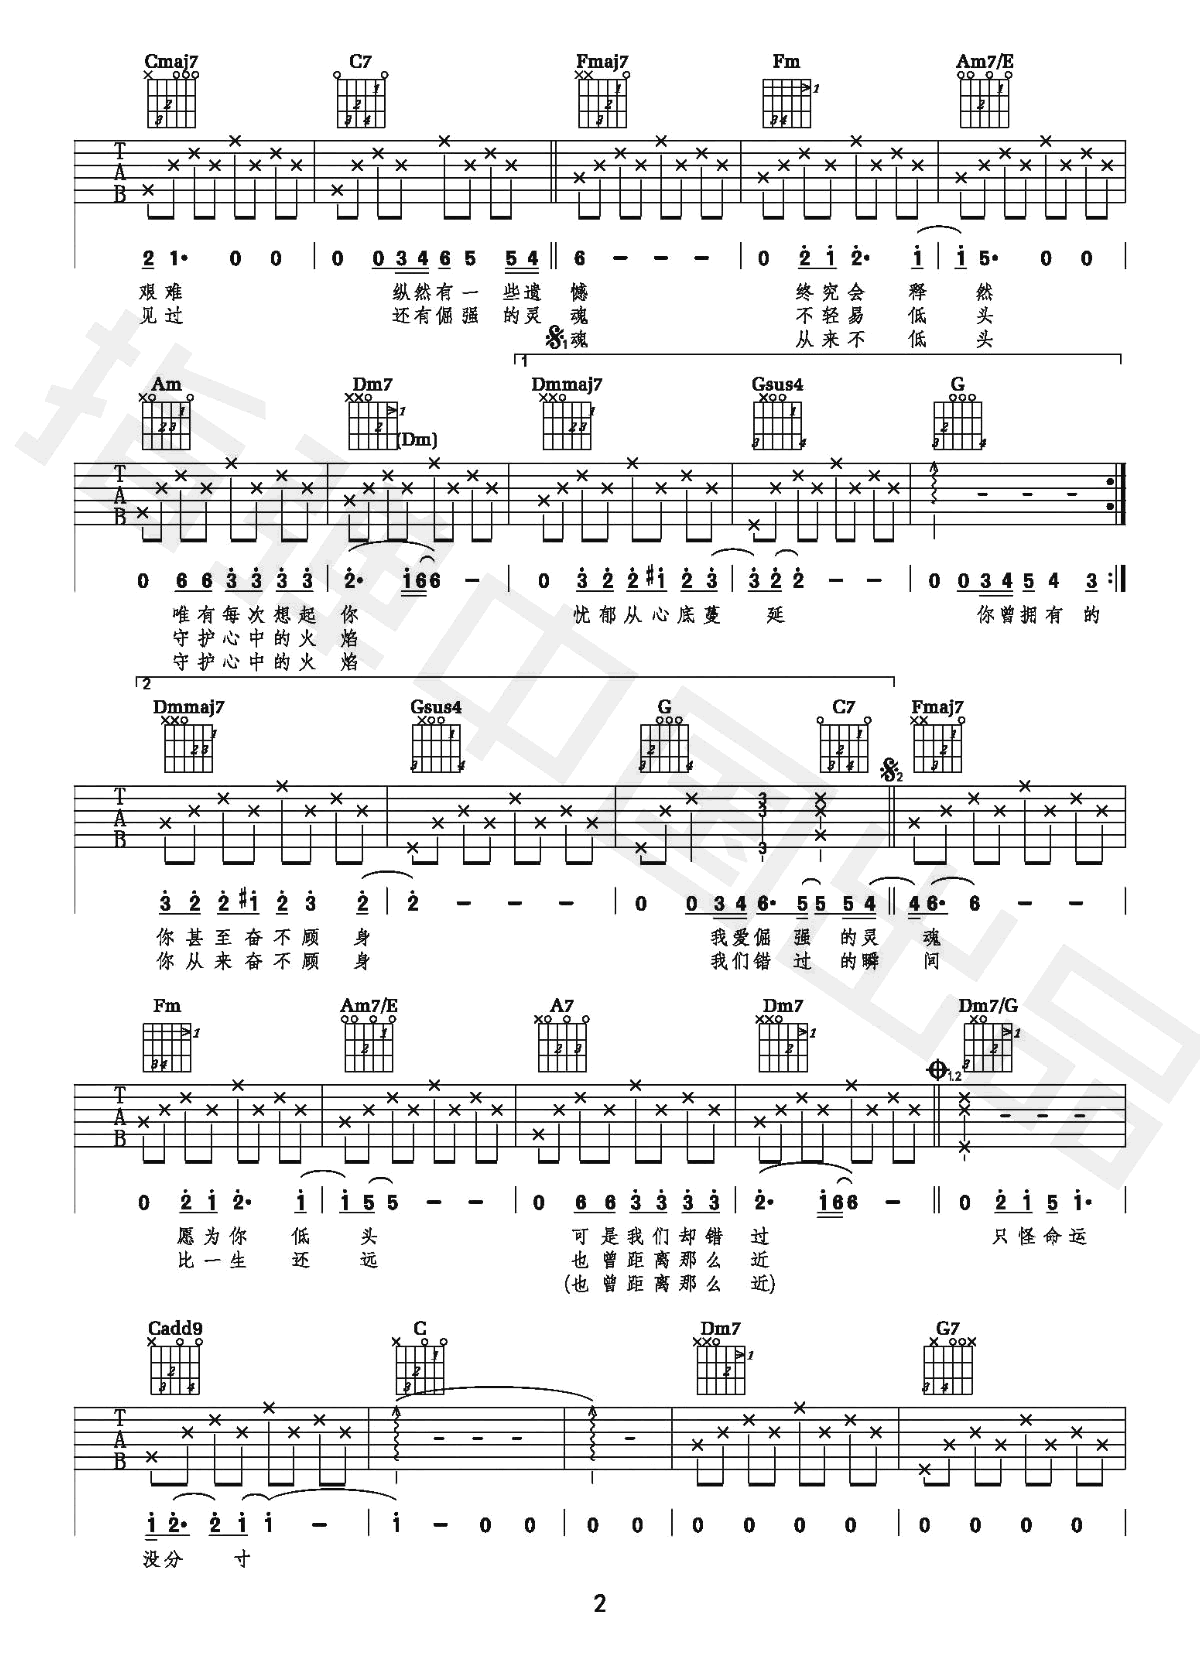 Cmaj7 C7 Fmaj7 Fm Am7/E
2 1· 0 0 0 0 3 4 6 5 5 4 6 - - - 0 2 1 2· 1 1 5· 0 0
艰难 纵然有一些遗憾 终究会释然
见过 还有倔强的灵魂 不轻易低头
1魂 从来不低头
1
Am Dm7 Dmmaj7 Gsus4 G
(Dm)
0 6 6 3 3 3 3 2· 1 6 6 - 0 3 2 2 #1 2 3 3 2 2 - - 0 0 3 4 5 4 3
唯有每次想起你 忧郁从心底蔓延 你曾拥有的
守护心中的火焰
守护心中的火焰
2
Dmmaj7 Gsus4 G C7 Fmaj7
2
3 2 2 #1 2 3 2 2 - - - 0 0 3 4 6· 5 5 5 4 4 6· 6 - -
你甚至奋不顾身 我爱倔强的灵魂
你从来奋不顾身 我们错过的瞬间
Fm Am7/E A7 Dm7 Dm7/G
1.2
0 2 1 2· 1 1 5 5 - - 0 6 6 3 3 3 3 2· 1 6 6 - 0 2 1 5 1·
愿为你低头 可是我们却错过 只怪命运
比一生还远 也曾距离那么近
(也曾距离那么近)
Cadd9 C Dm7 G7
1 2· 2 1 1 - 1 - 0 0 0 0 0 0 0 0 0 0 0 0
没分寸
2
指弹中国出品